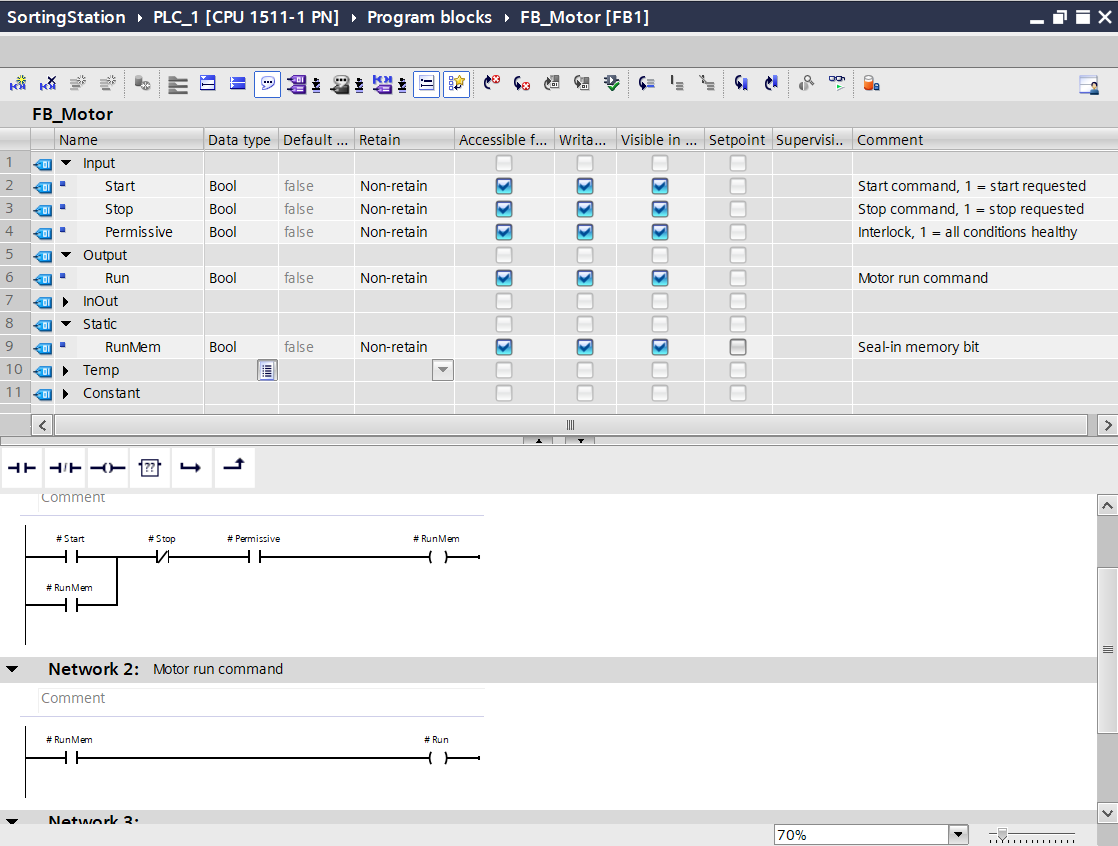 SortingStation › PLC_1 [CPU 1511-1 PN] › Program blocks › FB_Motor [FB1]
FB_Motor
Name Data type Default ... Retain Accessible f... Writa... Visible in ... Setpoint Supervisi.. Comment
1 Input
2 Start Bool false Non-retain Start command, 1 = start requested
3 Stop Bool false Non-retain Stop command, 1 = stop requested
4 Permissive Bool false Non-retain Interlock, 1 = all conditions healthy
5 Output
6 Run Bool false Non-retain Motor run command
7 InOut
8 Static
9 RunMem Bool false Non-retain Seal-in memory bit
10 Temp
11 Constant
??
Comment
#Start #Stop #Permissive #RunMem
#RunMem
Network 2: Motor run command
Comment
#RunMem #Run
Network 3:
70%